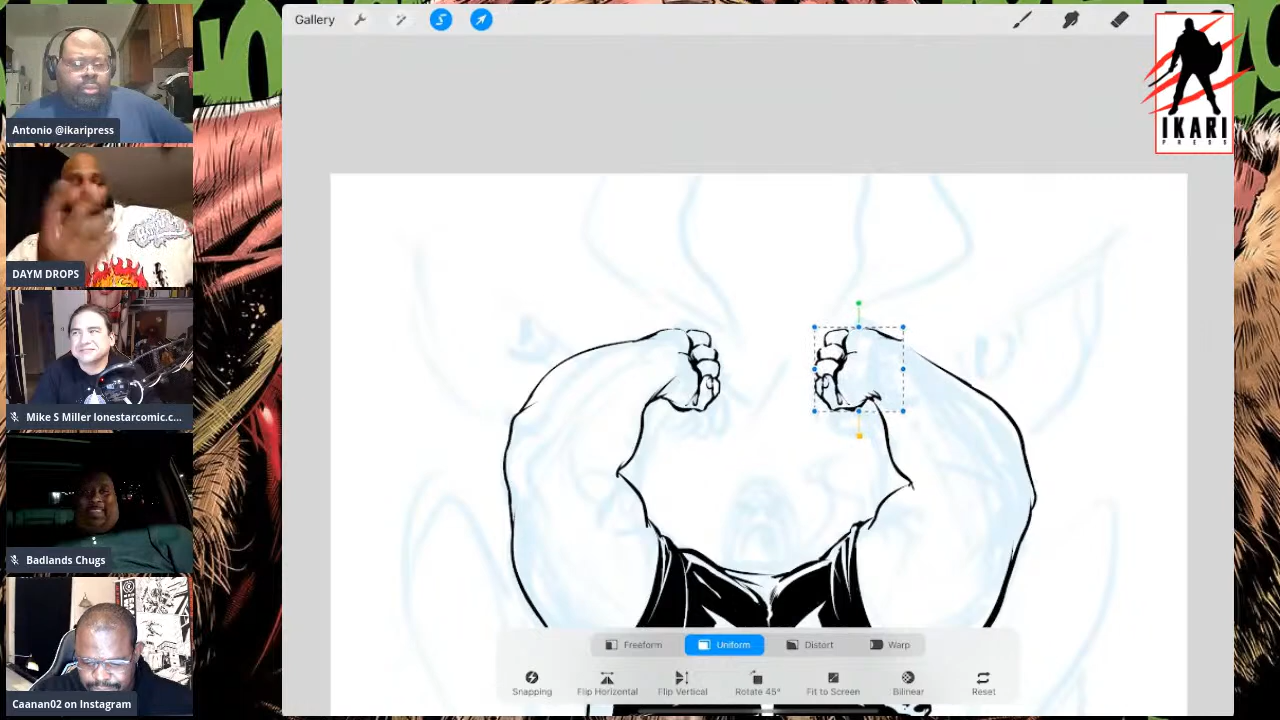 Gallery
IKARI
PRESS
Antonio @ikaripress
DAYM DROPS
Mike S Miller lonestarcomic.c...
Badlands Chugs
Caanan02 on Instagram
Freeform
Uniform
Distort
Warp
Snapping
Flip Horizontal
Flip Vertical
Rotate 45°
Fit to Screen
Bilinear
Reset